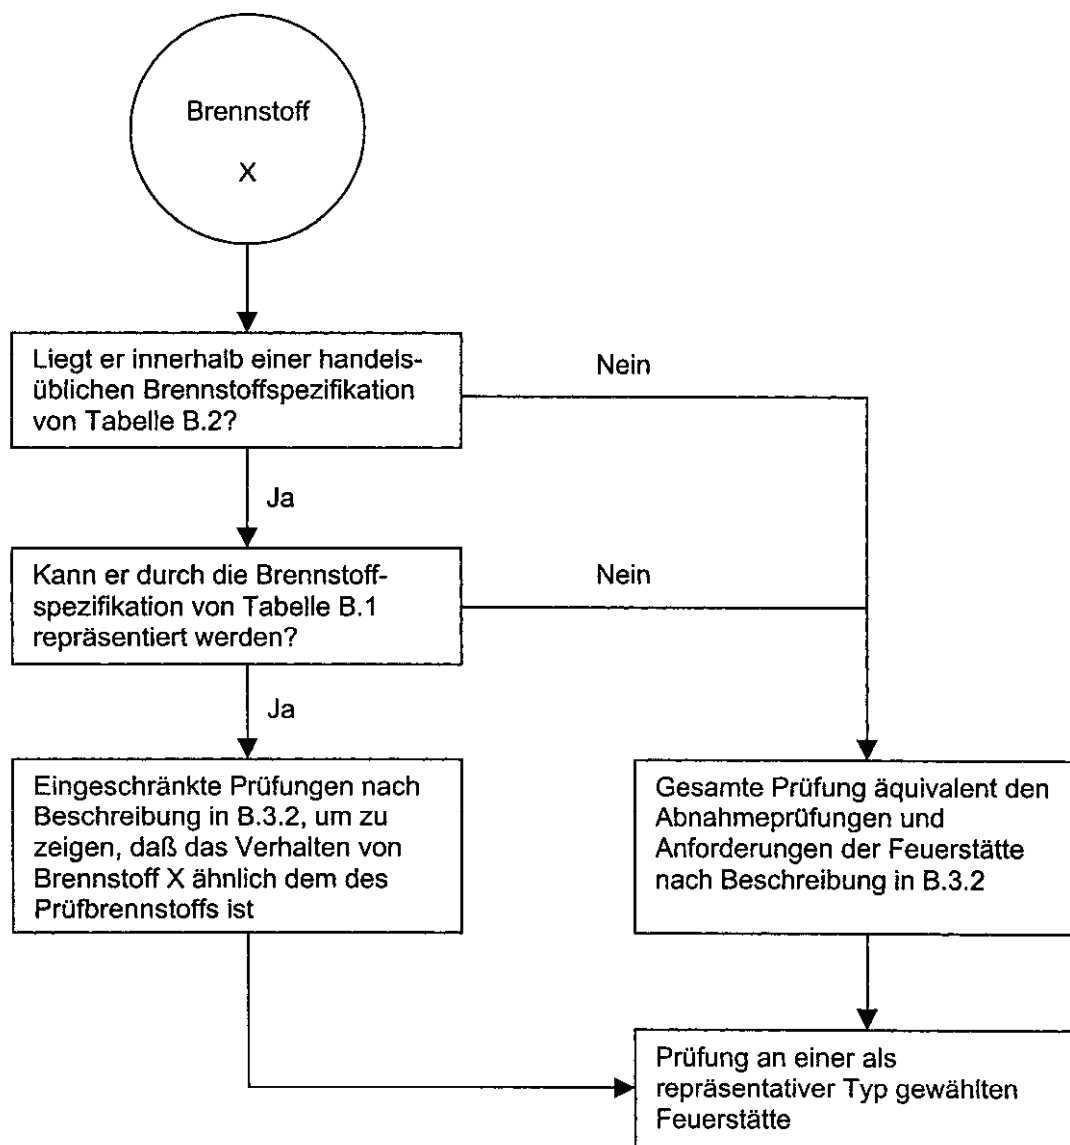 Brennstoff
X
Liegt er innerhalb einer handels-
üblichen Brennstoffspezifikation
von Tabelle B.2?
Nein
Ja
Kann er durch die Brennstoff-
spezifikation von Tabelle B.1
repräsentiert werden?
Nein
Ja
Eingeschränkte Prüfungen nach
Beschreibung in B.3.2, um zu
zeigen, daß das Verhalten von
Brennstoff X ähnlich dem des
Prüfbrennstoffs ist
Gesamte Prüfung äquivalent den
Abnahmeprüfungen und
Anforderungen der Feuerstätte
nach Beschreibung in B.3.2
Prüfung an einer als
repräsentativer Typ gewählten
Feuerstätte